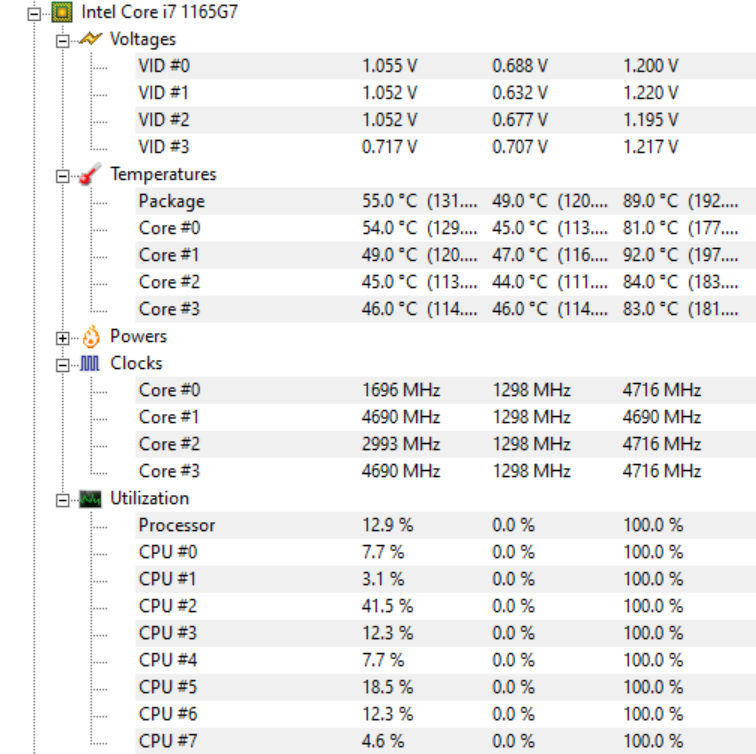 Intel Core i7 1165G7
Voltages
VID #0 1.055 V 0.688 V 1.200 V
VID #1 1.052 V 0.632 V 1.220 V
VID #2 1.052 V 0.677 V 1.195 V
VID #3 0.717 V 0.707 V 1.217 V
Temperatures
Package 55.0 °C (131.... 49.0 °C (120.... 89.0 °C (192....
Core #0 54.0 °C (129.... 45.0 °C (113.... 81.0 °C (177....
Core #1 49.0 °C (120.... 47.0 °C (116.... 92.0 °C (197....
Core #2 45.0 °C (113.... 44.0 °C (111.... 84.0 °C (183....
Core #3 46.0 °C (114.... 46.0 °C (114.... 83.0 °C (181....
Powers
Clocks
Core #0 1696 MHz 1298 MHz 4716 MHz
Core #1 4690 MHz 1298 MHz 4690 MHz
Core #2 2993 MHz 1298 MHz 4716 MHz
Core #3 4690 MHz 1298 MHz 4716 MHz
Utilization
Processor 12.9 % 0.0 % 100.0 %
CPU #0 7.7 % 0.0 % 100.0 %
CPU #1 3.1 % 0.0 % 100.0 %
CPU #2 41.5 % 0.0 % 100.0 %
CPU #3 12.3 % 0.0 % 100.0 %
CPU #4 7.7 % 0.0 % 100.0 %
CPU #5 18.5 % 0.0 % 100.0 %
CPU #6 12.3 % 0.0 % 100.0 %
CPU #7 4.6 % 0.0 % 100.0 %